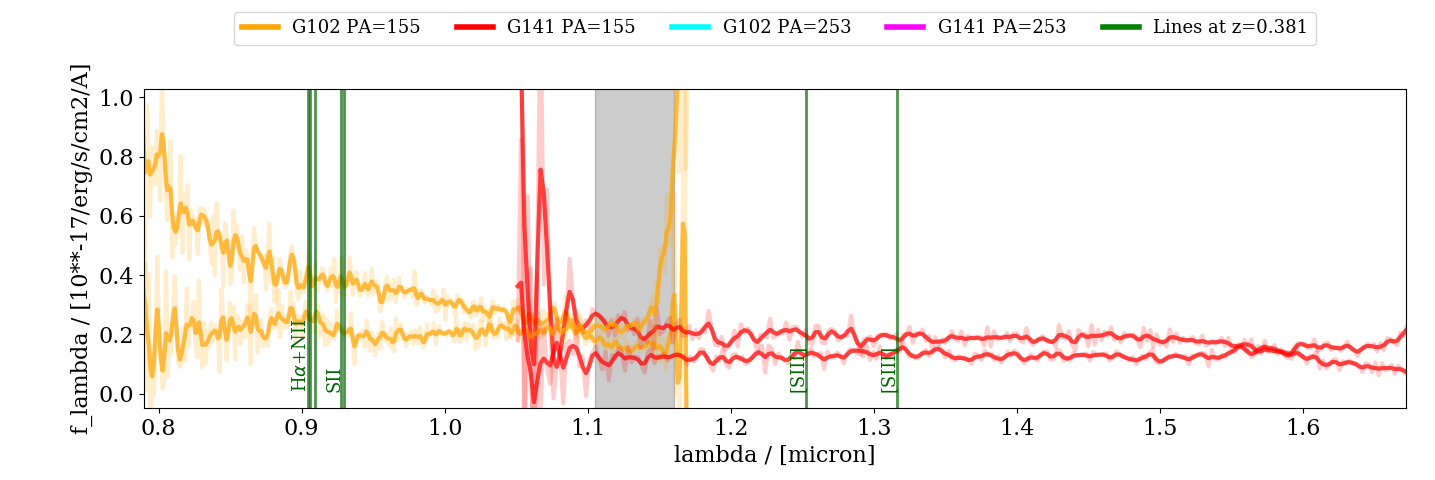 G102 PA=155 G141 PA=155 G102 PA=253 G141 PA=253 Lines at z=0.381
f_lambda / [10**-17/erg/s/cm2/A]
1.0
0.8
0.6
0.4
0.2
0.0
Hα+NII
SII
[SIII]
[SIII]
0.8 0.9 1.0 1.1 1.2 1.3 1.4 1.5 1.6
lambda / [micron]